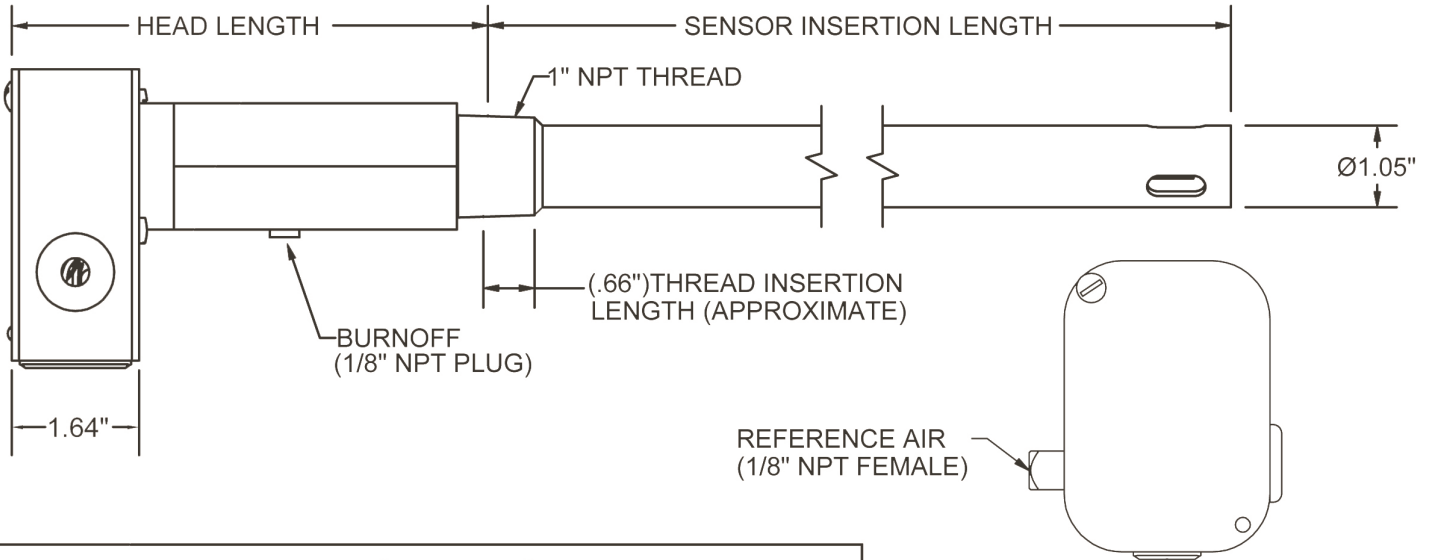 HEAD LENGTH
SENSOR INSERTION LENGTH
1" NPT THREAD
Ø1.05"
(.66")THREAD INSERTION
LENGTH (APPROXIMATE)
BURNOFF
(1/8" NPT PLUG)
1.64"
REFERENCE AIR
(1/8" NPT FEMALE)